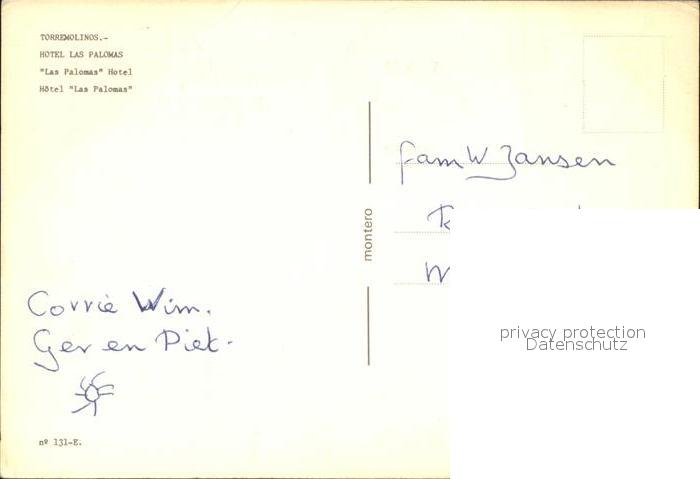 TORREMOLINOS.-
HOTEL LAS PALOMAS
"Las Palomas" Hotel
Hôtel "Las Palomas"
Corrie Wim.
Ger en Piet.
nº 131-E.
montero
fam W Jansen
privacy protection
Datenschutz